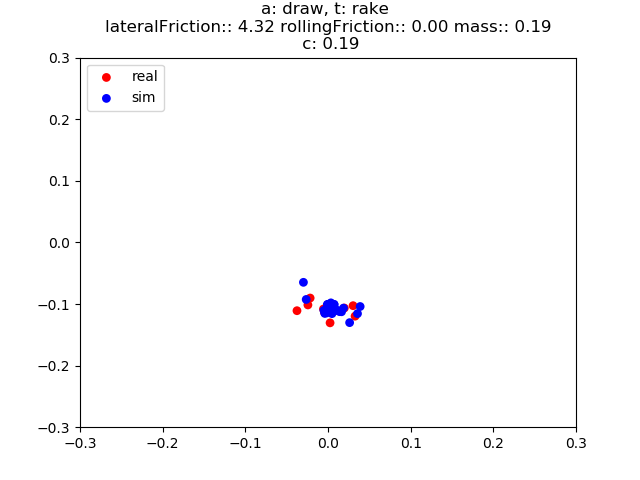 a: draw, t: rake
lateralFriction:: 4.32 rollingFriction:: 0.00 mass:: 0.19
c: 0.19
real
sim
0.3
0.2
0.1
0.0
−0.1
−0.2
−0.3
−0.3 −0.2 −0.1 0.0 0.1 0.2 0.3